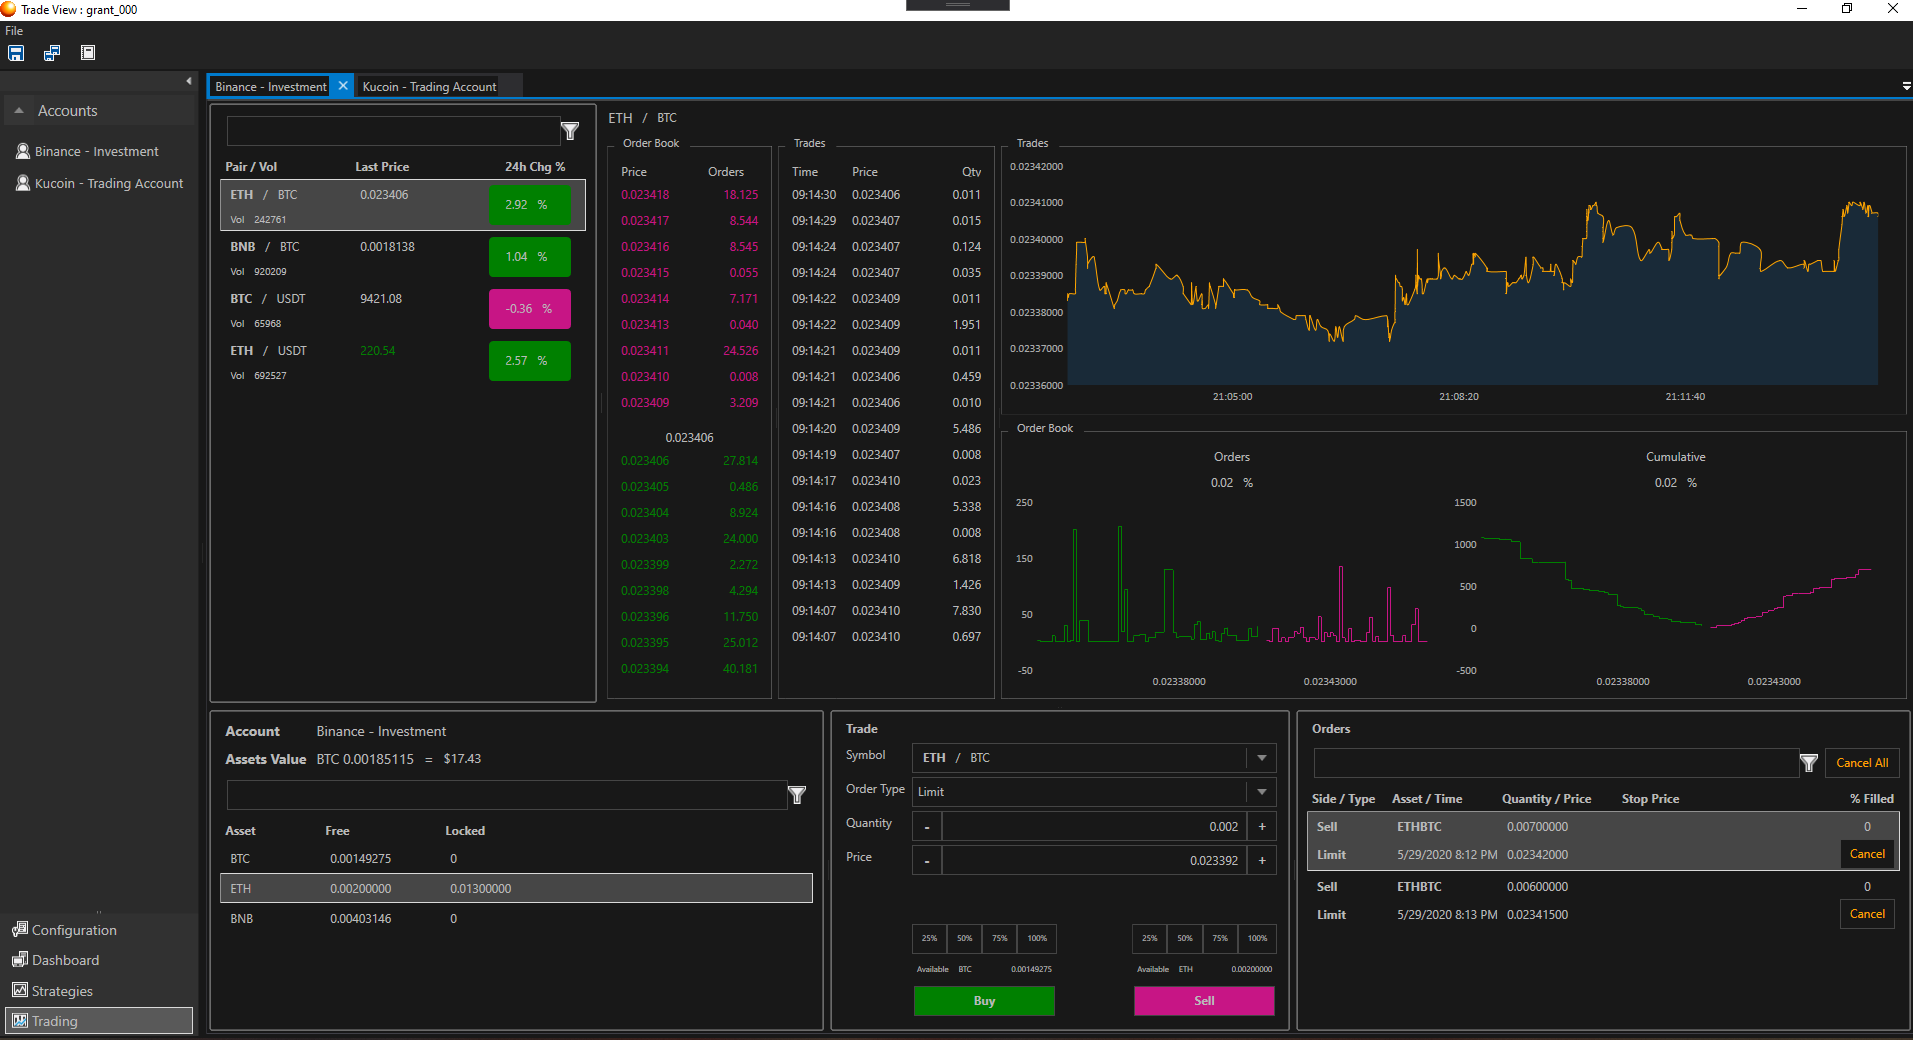 Trade View : grant_000
File
Accounts
Binance - Investment
Kucoin - Trading Account
Configuration
Dashboard
Strategies
Trading
Binance - Investment
Kucoin - Trading Account
Pair / Vol Last Price 24h Chg %
ETH / BTC 0.023406 2.92 %
Vol 242761
BNB / BTC 0.0018138 1.04 %
Vol 920209
BTC / USDT 9421.08 -0.36 %
Vol 65968
ETH / USDT 220.54 2.57 %
Vol 692527
ETH / BTC
Order Book
Price Orders
0.023418 18.125
0.023417 8.544
0.023416 8.545
0.023415 0.055
0.023414 7.171
0.023413 0.040
0.023411 24.526
0.023410 0.008
0.023409 3.209
0.023406
0.023406 27.814
0.023405 0.486
0.023404 8.924
0.023403 24.000
0.023399 2.272
0.023398 4.294
0.023396 11.750
0.023395 25.012
0.023394 40.181
Trades
Time Price Qty
09:14:30 0.023406 0.011
09:14:29 0.023407 0.015
09:14:24 0.023407 0.124
09:14:24 0.023407 0.035
09:14:22 0.023409 0.011
09:14:22 0.023409 1.951
09:14:21 0.023409 0.011
09:14:21 0.023406 0.459
09:14:21 0.023406 0.010
09:14:20 0.023409 5.486
09:14:19 0.023407 0.008
09:14:17 0.023410 0.023
09:14:16 0.023408 5.338
09:14:16 0.023408 0.008
09:14:13 0.023410 6.818
09:14:13 0.023409 1.426
09:14:07 0.023410 7.830
09:14:07 0.023410 0.697
Trades
0.02342000
0.02341000
0.02340000
0.02339000
0.02338000
0.02337000
0.02336000
21:05:00 21:08:20 21:11:40
Order Book
Orders
0.02 %
250
150
50
-50
0.02338000 0.02343000
Cumulative
0.02 %
1500
1000
500
0
-500
0.02338000 0.02343000
Account Binance - Investment
Assets Value BTC 0.00185115 = $17.43
Asset Free Locked
BTC 0.00149275 0
ETH 0.00200000 0.01300000
BNB 0.00403146 0
Trade
Symbol ETH / BTC
Order Type Limit
Quantity - 0.002 +
Price - 0.023392 +
25% 50% 75% 100%
Available BTC 0.00149275
Buy
25% 50% 75% 100%
Available ETH 0.00200000
Sell
Orders
Cancel All
Side / Type Asset / Time Quantity / Price Stop Price % Filled
Sell ETHBTC 0.00700000 0
Limit 5/29/2020 8:12 PM 0.02342000 Cancel
Sell ETHBTC 0.00600000 0
Limit 5/29/2020 8:13 PM 0.02341500 Cancel